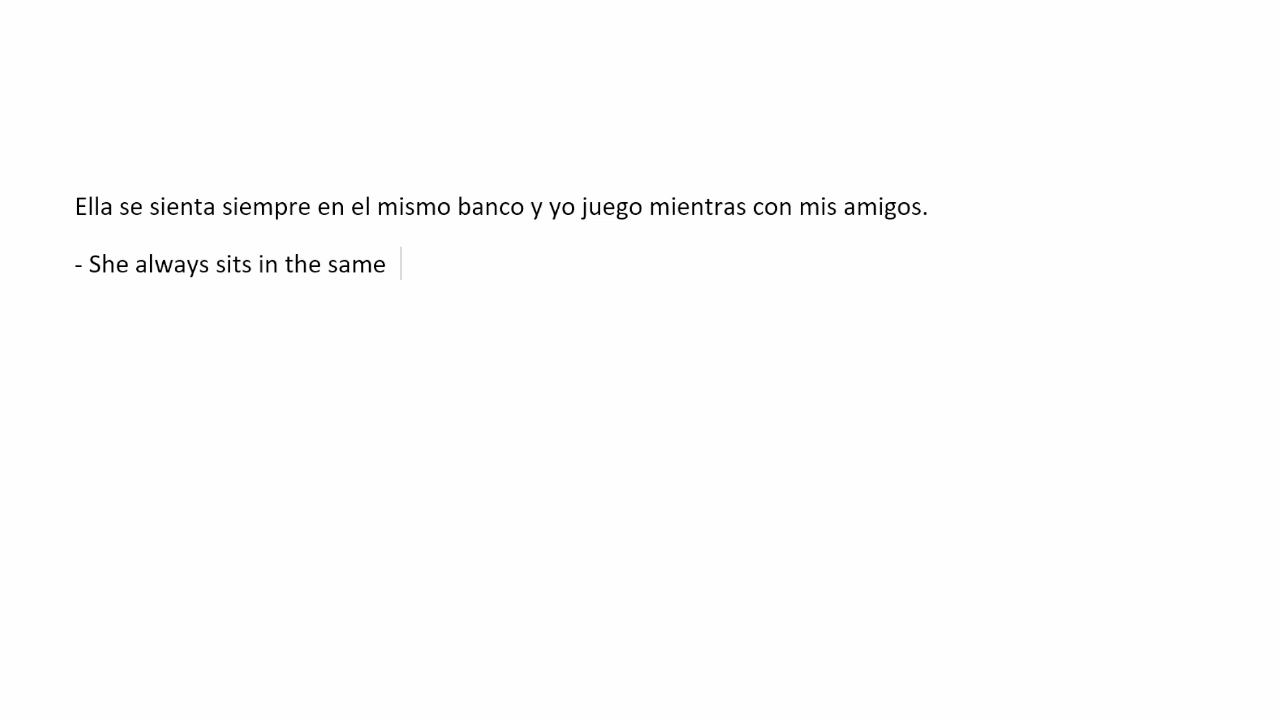 Ella se sienta siempre en el mismo banco y yo juego mientras con mis amigos.
- She always sits in the same